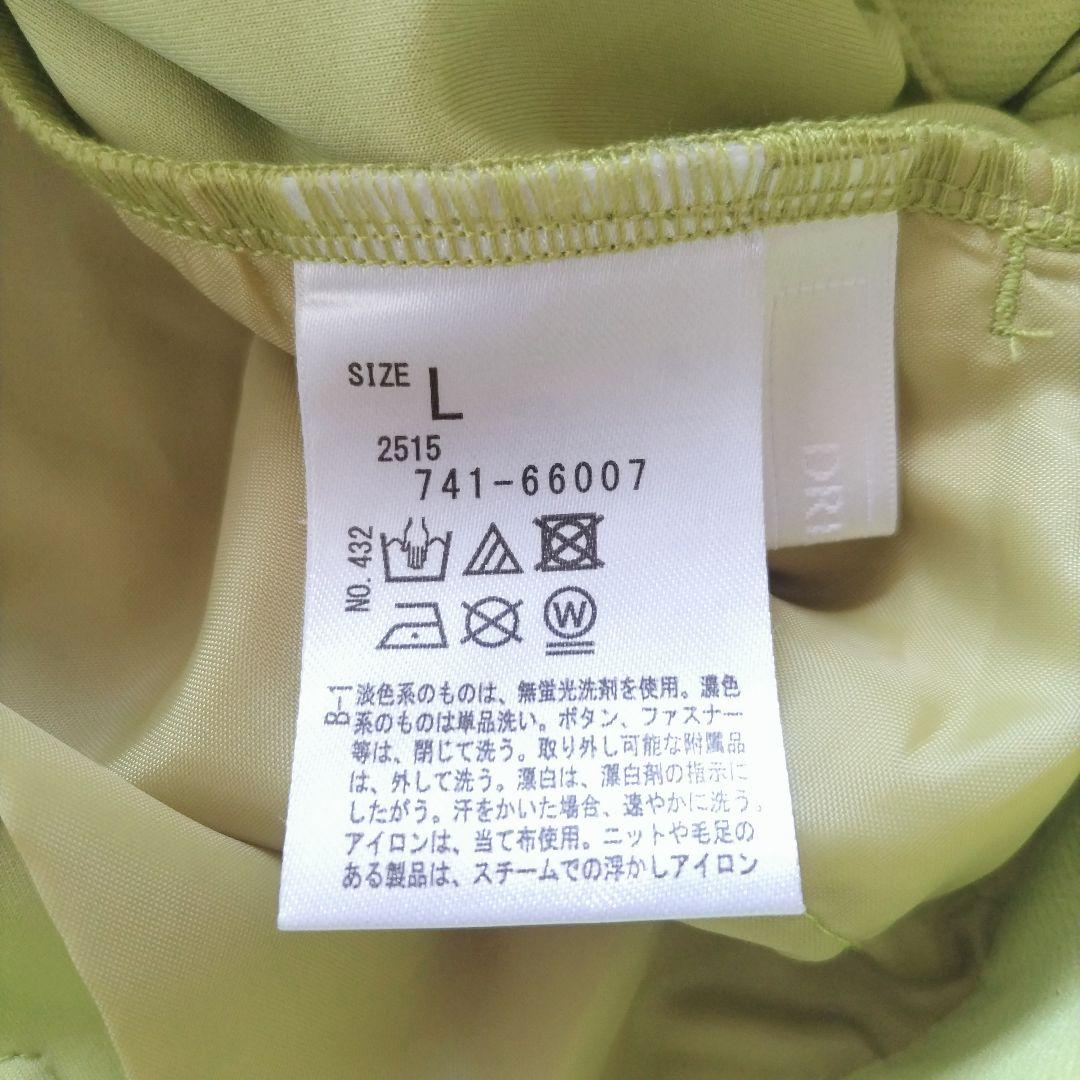 SIZE L
2515
741-66007
NO. 432
W
B-1
淡色系のものは、無蛍光洗剤を使用。濃色
系のものは単品洗い。ボタン、ファスナー
等は、閉じて洗う。取り外し可能な附属品
は、外して洗う。漂白は、漂白剤の指示に
したがう。汗をかいた場合、速やかに洗う。
アイロンは、当て布使用。ニットや毛足の
ある製品は、スチームでの浮かしアイロン
DRI